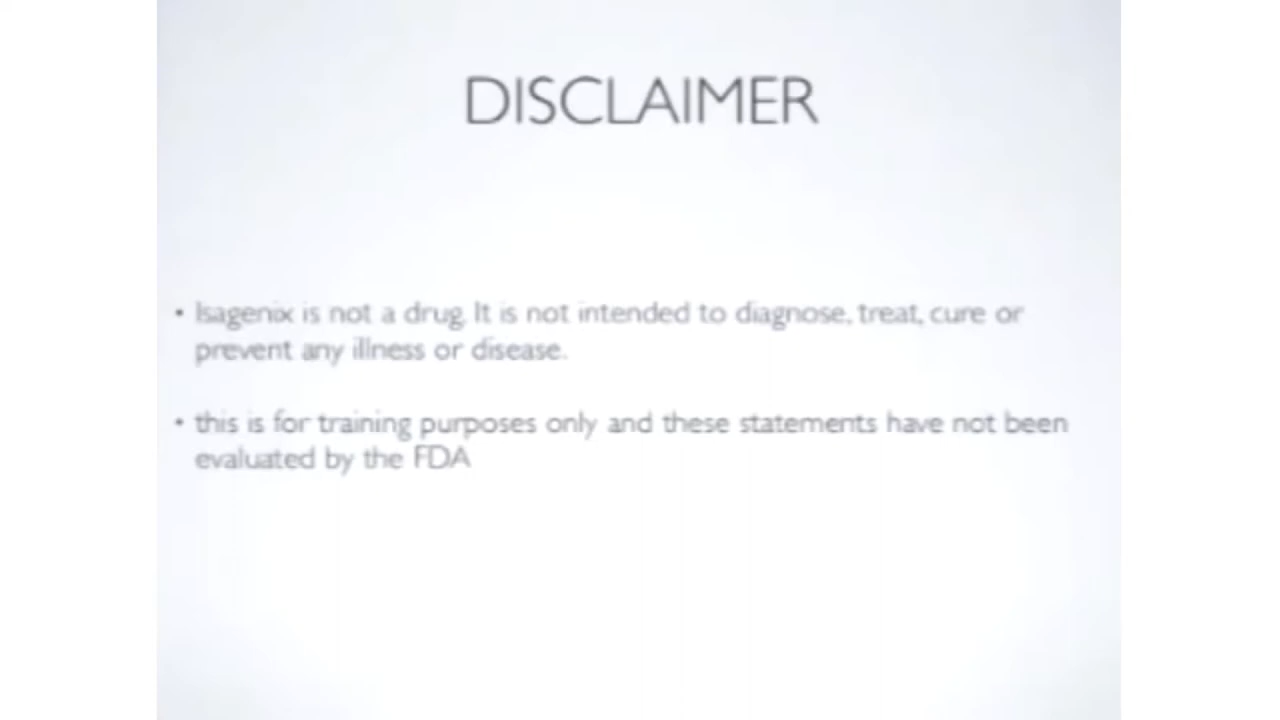 DISCLAIMER
• Isagenix is not a drug. It is not intended to diagnose, treat, cure or
prevent any illness or disease.
• this is for training purposes only and these statements have not been
evaluated by the FDA